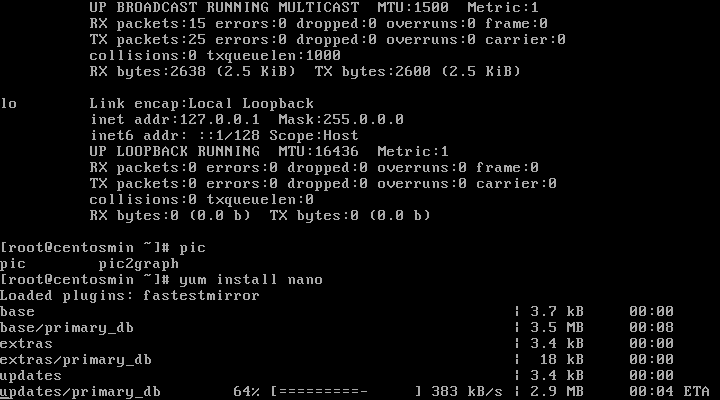 UP BROADCAST RUNNING MULTICAST  MTU:1500  Metric:1
RX packets:15 errors:0 dropped:0 overruns:0 frame:0
TX packets:25 errors:0 dropped:0 overruns:0 carrier:0
collisions:0 txqueuelen:1000
RX bytes:2638 (2.5 KiB)  TX bytes:2600 (2.5 KiB)
lo        Link encap:Local Loopback
inet addr:127.0.0.1  Mask:255.0.0.0
inet6 addr: ::1/128 Scope:Host
UP LOOPBACK RUNNING  MTU:16436  Metric:1
RX packets:0 errors:0 dropped:0 overruns:0 frame:0
TX packets:0 errors:0 dropped:0 overruns:0 carrier:0
collisions:0 txqueuelen:0
RX bytes:0 (0.0 b)  TX bytes:0 (0.0 b)
[root@centosmin ~]# pic
pic        pic2graph
[root@centosmin ~]# yum install nano
Loaded plugins: fastestmirror
base                                                     | 3.7 kB     00:00
base/primary_db                                          | 3.5 MB     00:08
extras                                                   | 3.4 kB     00:00
extras/primary_db                                        |  18 kB     00:00
updates                                                  | 3.4 kB     00:00
updates/primary_db        64% [=========-     ] 383 kB/s | 2.9 MB     00:04 ETA